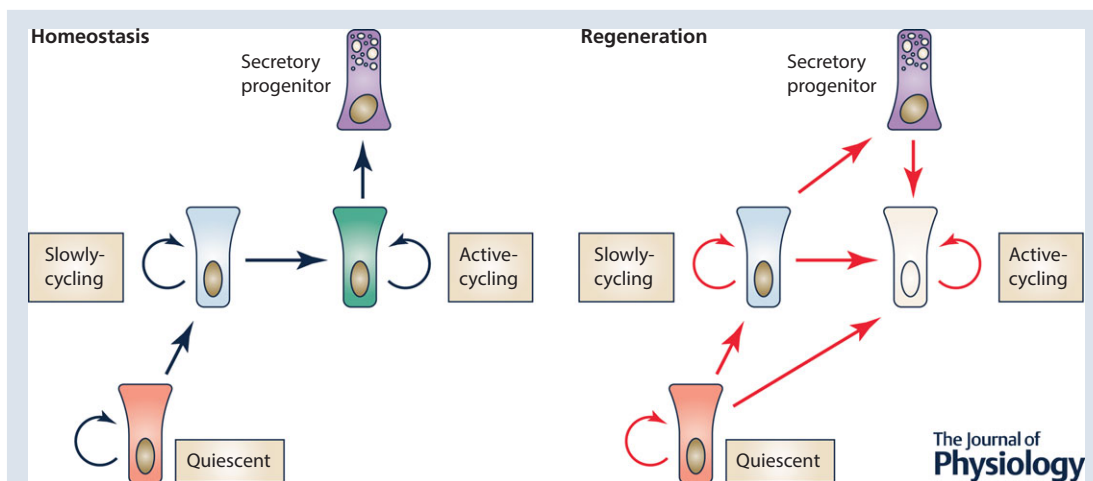 Homeostasis
Secretory
progenitor
Slowly-
cycling
Active-
cycling
Quiescent
Regeneration
Secretory
progenitor
Slowly-
cycling
Active-
cycling
Quiescent
The Journal of
Physiology